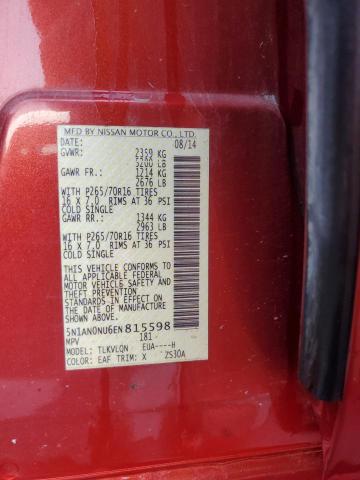 MFD BY NISSAN MOTOR CO., LTD.
DATE: 08/14
GVWR: 2359 KG
5200 LB
GAWR FR.: 1214 KG
2676 LB
WITH P265/70R16 TIRES
16 X 7.0 RIMS AT 36 PSI
COLD SINGLE
GAWR RR.: 1344 KG
2963 LB
WITH P265/70R16 TIRES
16 X 7.0 RIMS AT 36 PSI
COLD SINGLE
THIS VEHICLE CONFORMS TO
ALL APPLICABLE FEDERAL
MOTOR VEHICLE SAFETY
STANDARDS IN EFFECT ON
THE DATE OF MANUFACTURE
SHOWN ABOVE.
5N1AN0NU6EN815598
MPV 181
MODEL: TLKVLQN EUA----H
COLOR: EAF TRIM: X ZS30A